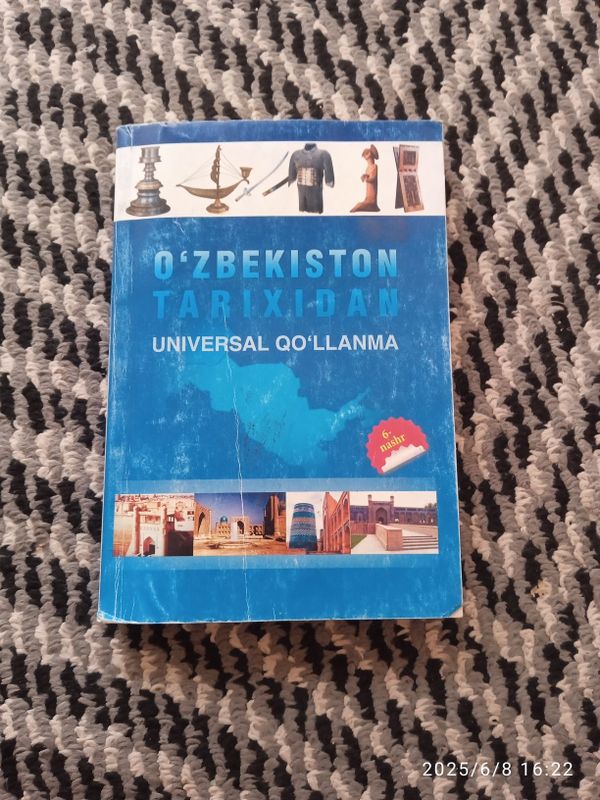 O‘ZBEKISTON
TARIXIDAN
UNIVERSAL QO‘LLANMA
6-
nashr
2025/6/8 16:22